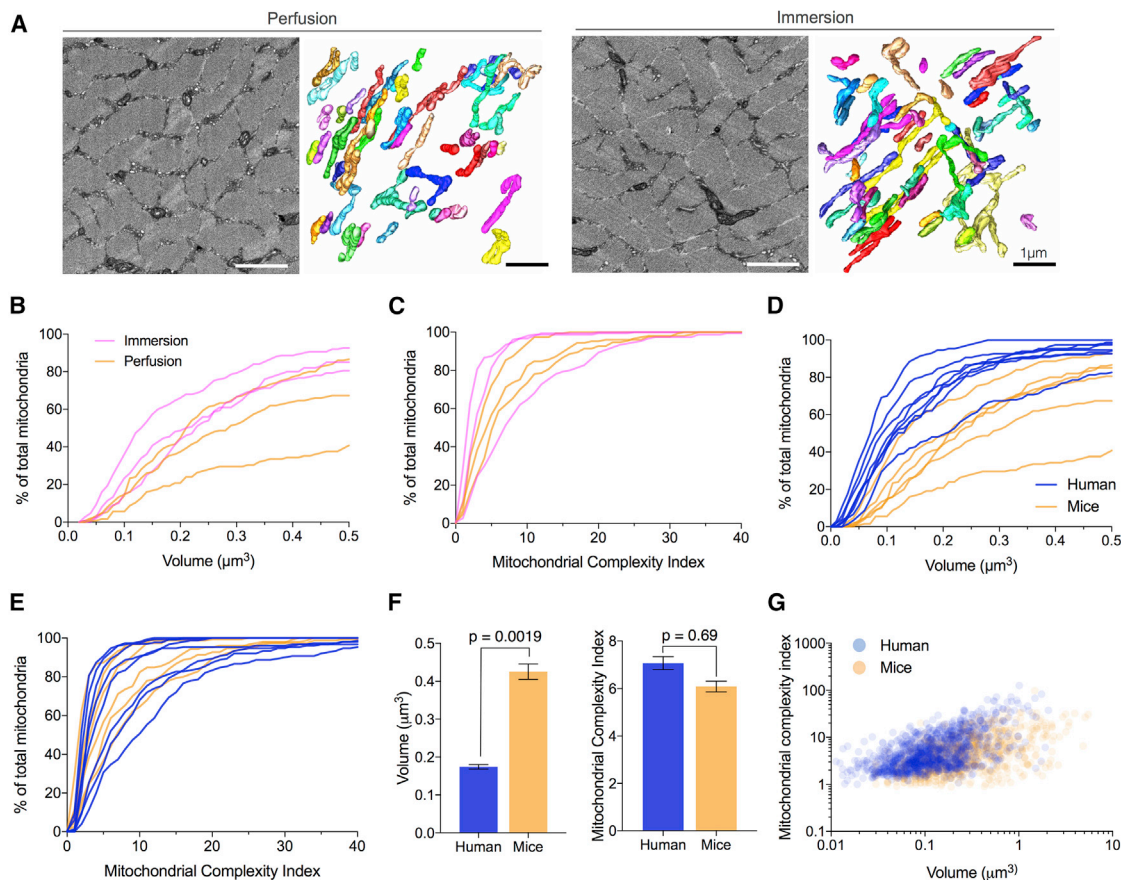 A
Perfusion
Immersion
1µm
B
Immersion
Perfusion
% of total mitochondria
100
80
60
40
20
0
0.0 0.1 0.2 0.3 0.4 0.5
Volume (µm³)
C
% of total mitochondria
100
80
60
40
20
0
0 10 20 30 40
Mitochondrial Complexity Index
D
% of total mitochondria
100
80
60
40
20
0
Human
Mice
0.0 0.1 0.2 0.3 0.4 0.5
Volume (µm³)
E
% of total mitochondria
100
80
60
40
20
0
0 10 20 30 40
Mitochondrial Complexity Index
F
p = 0.0019
Volume (µm³)
0.5
0.4
0.3
0.2
0.1
0.0
Human Mice
p = 0.69
Mitochondrial Complexity Index
8
6
4
2
0
Human Mice
G
Human
Mice
Mitochondrial complexity index
1000
100
10
1
0.1
0.01 0.1 1 10
Volume (µm³)